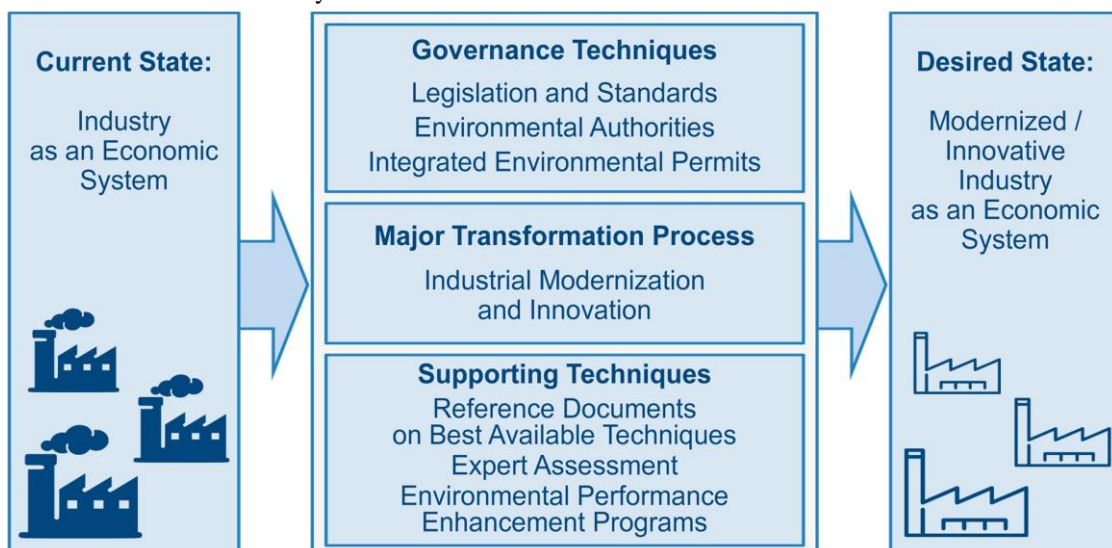 Current State:
Industry
as an Economic
System
Governance Techniques
Legislation and Standards
Environmental Authorities
Integrated Environmental Permits
Major Transformation Process
Industrial Modernization
and Innovation
Supporting Techniques
Reference Documents
on Best Available Techniques
Expert Assessment
Environmental Performance
Enhancement Programs
Desired State:
Modernized /
Innovative
Industry
as an Economic
System